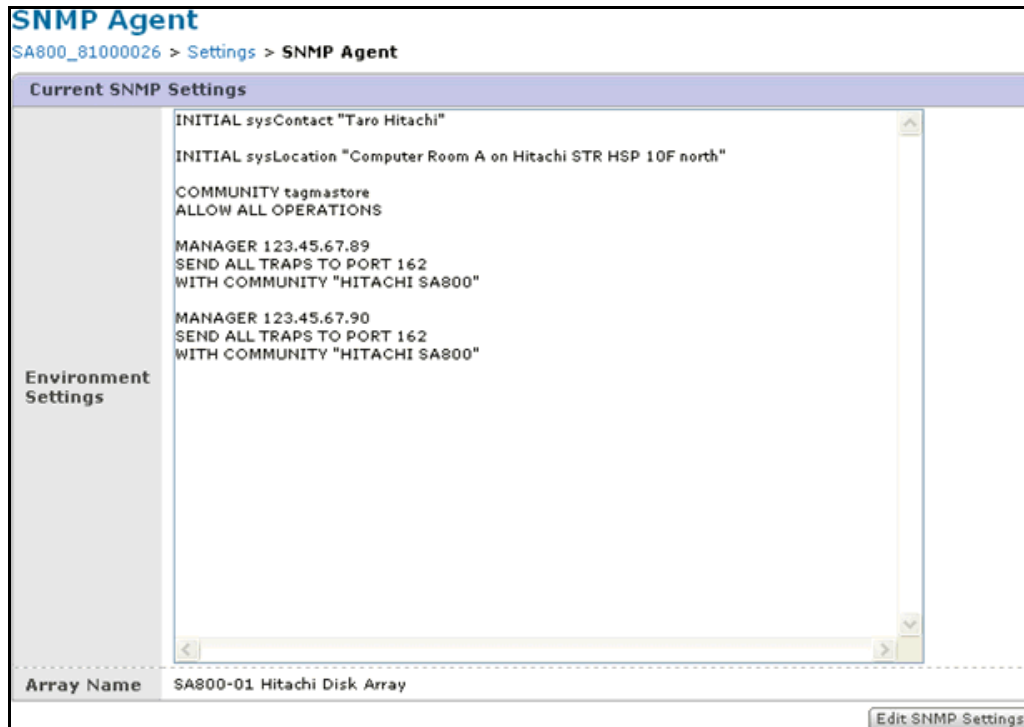 SNMP Agent
SA800_81000026 > Settings > SNMP Agent
Current SNMP Settings
INITIAL sysContact "Taro Hitachi"
INITIAL sysLocation "Computer Room A on Hitachi STR HSP 10F north"
COMMUNITY tagmastore
ALLOW ALL OPERATIONS
MANAGER 123.45.67.89
SEND ALL TRAPS TO PORT 162
WITH COMMUNITY "HITACHI SA800"
MANAGER 123.45.67.90
SEND ALL TRAPS TO PORT 162
WITH COMMUNITY "HITACHI SA800"
Environment
Settings
Array Name SA800-01 Hitachi Disk Array
Edit SNMP Settings